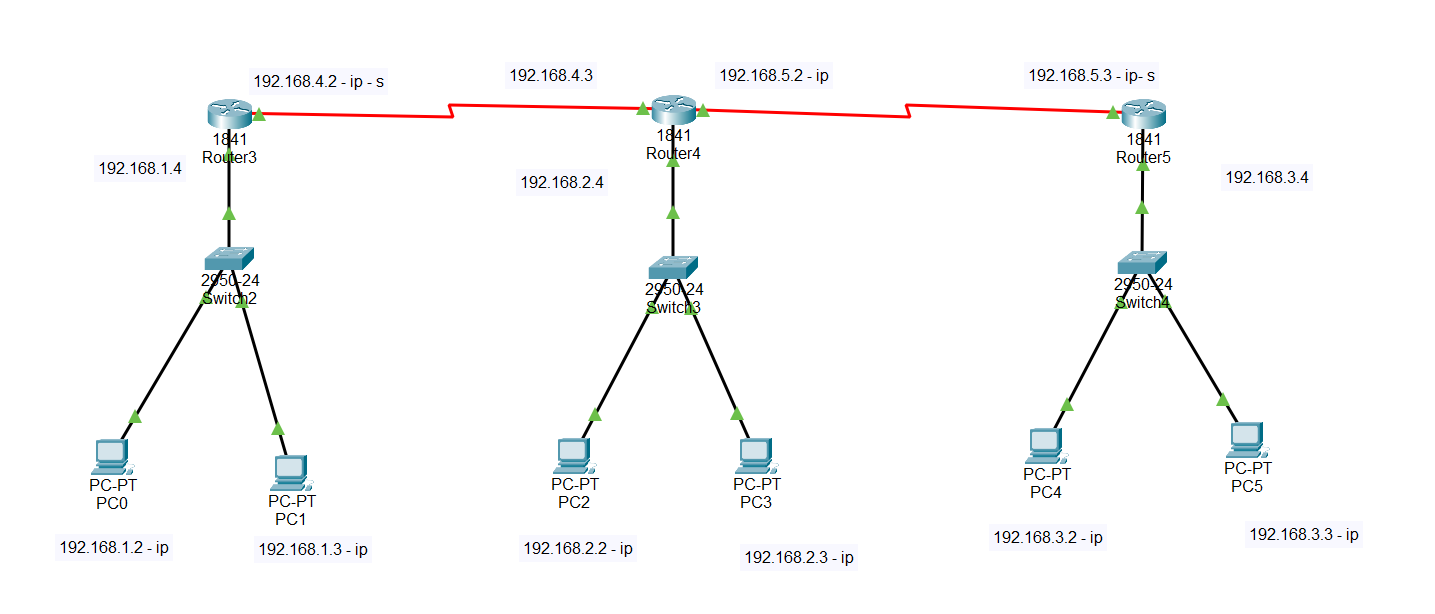 192.168.4.2 - ip - s
192.168.4.3
192.168.5.2 - ip
192.168.5.3 - ip- s
1841
Router3
1841
Router4
1841
Router5
192.168.1.4
192.168.2.4
192.168.3.4
2950-24
Switch2
2950-24
Switch3
2950-24
Switch4
PC-PT
PC0
PC-PT
PC1
PC-PT
PC2
PC-PT
PC3
PC-PT
PC4
PC-PT
PC5
192.168.1.2 - ip
192.168.1.3 - ip
192.168.2.2 - ip
192.168.2.3 - ip
192.168.3.2 - ip
192.168.3.3 - ip